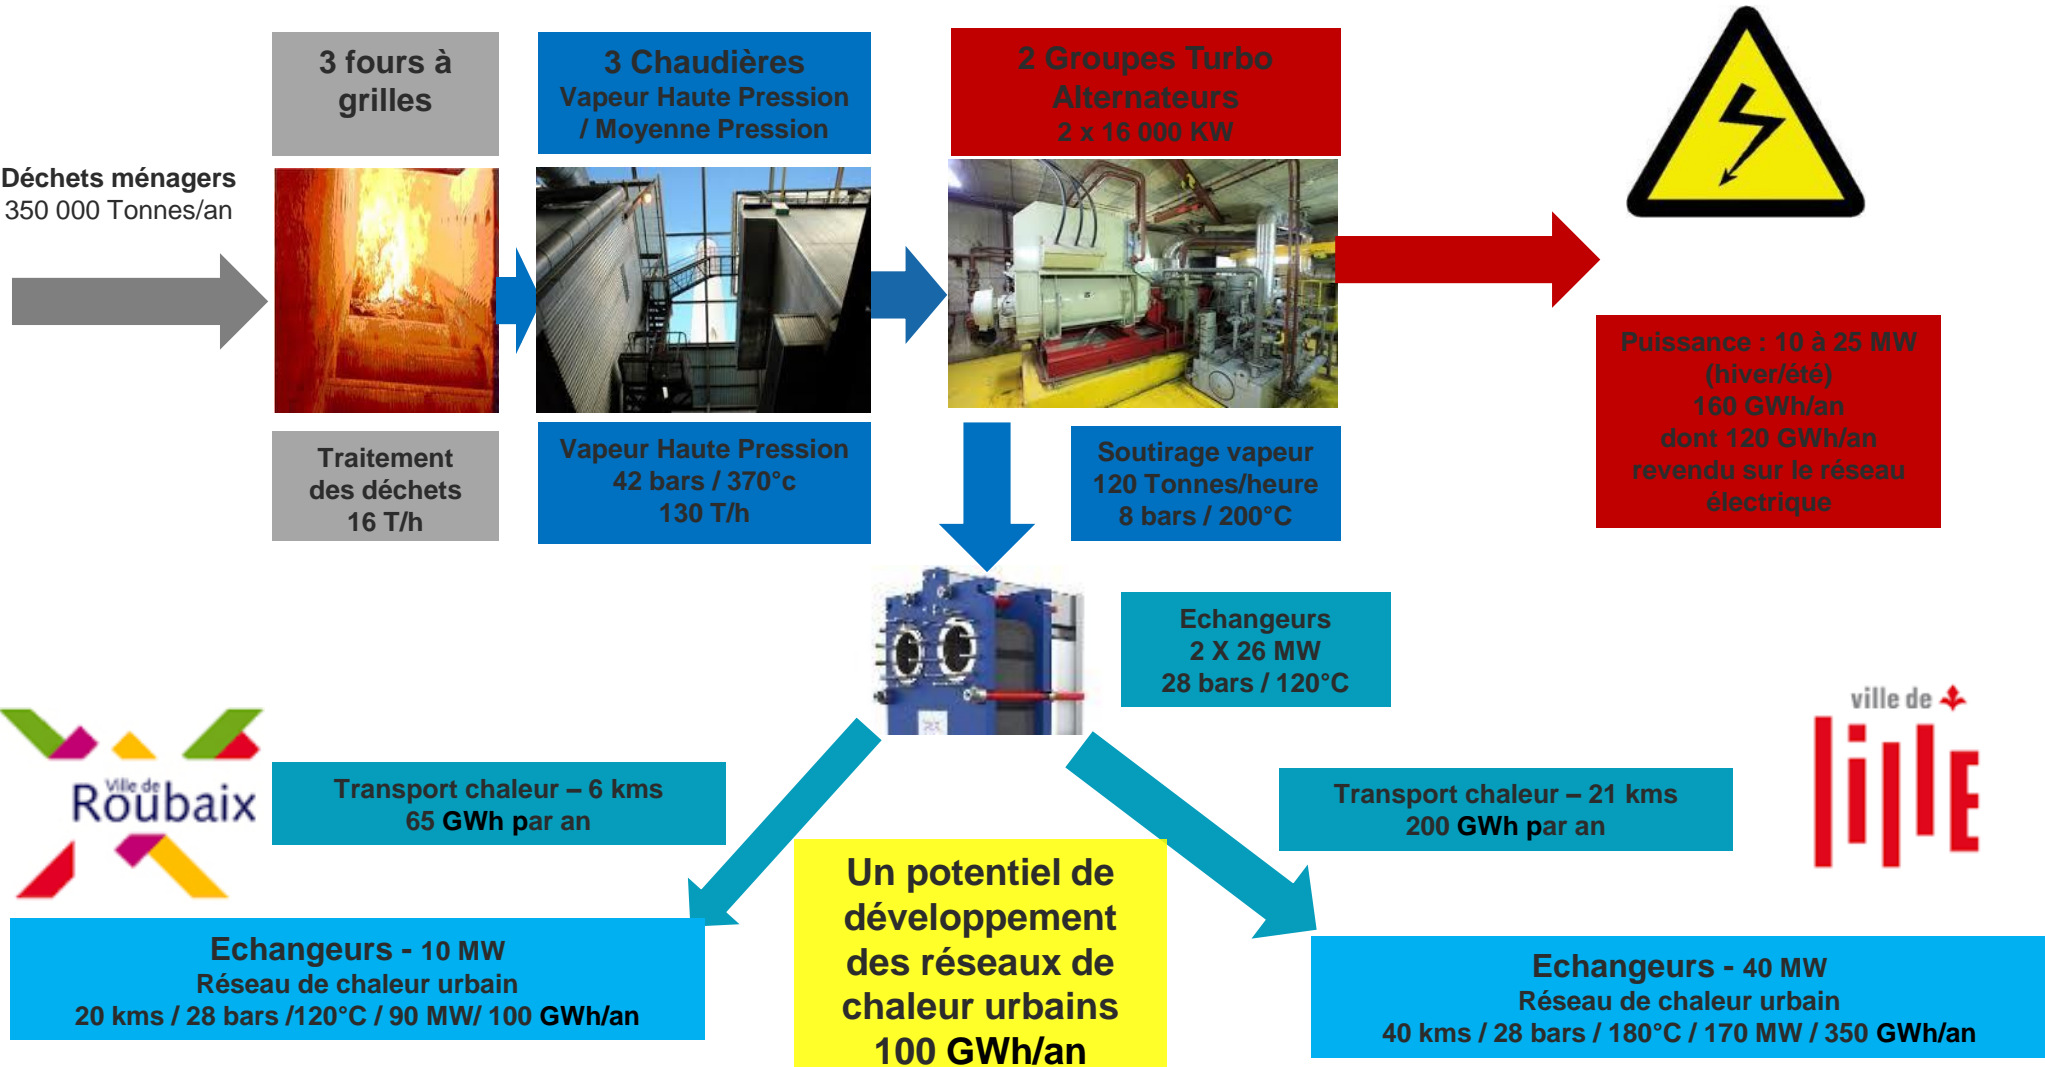 3 fours à
grilles
3 Chaudières
Vapeur Haute Pression
/ Moyenne Pression
2 Groupes Turbo
Alternateurs
2 x 16 000 KW
Déchets ménagers
350 000 Tonnes/an
Puissance : 10 à 25 MW
(hiver/été)
160 GWh/an
dont 120 GWh/an
revendu sur le réseau
électrique
Traitement
des déchets
16 T/h
Vapeur Haute Pression
42 bars / 370°c
130 T/h
Soutirage vapeur
120 Tonnes/heure
8 bars / 200°C
Echangeurs
2 X 26 MW
28 bars / 120°C
Ville de
Roubaix
Transport chaleur – 6 kms
65 GWh par an
Transport chaleur – 21 kms
200 GWh par an
ville de
lille
Un potentiel de
développement
des réseaux de
chaleur urbains
100 GWh/an
Echangeurs - 10 MW
Réseau de chaleur urbain
20 kms / 28 bars /120°C / 90 MW/ 100 GWh/an
Echangeurs - 40 MW
Réseau de chaleur urbain
40 kms / 28 bars / 180°C / 170 MW / 350 GWh/an